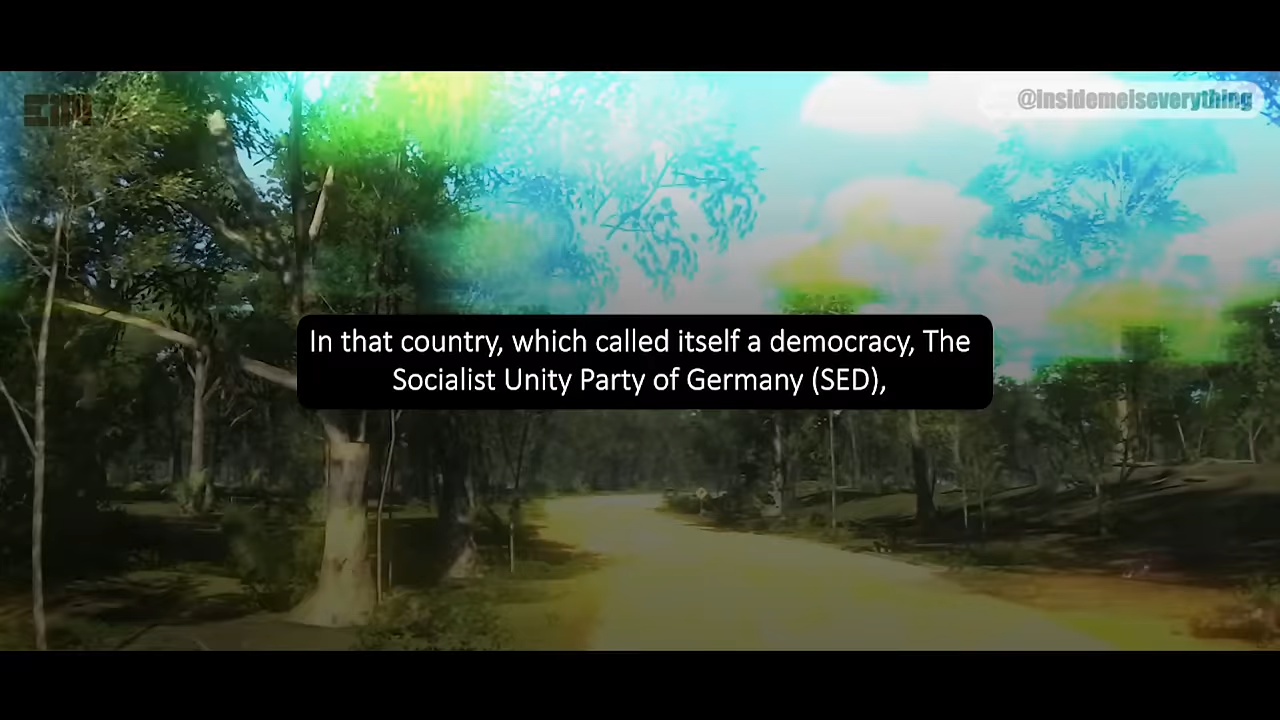 @Insidemeiseverything
In that country, which called itself a democracy, The
Socialist Unity Party of Germany (SED),